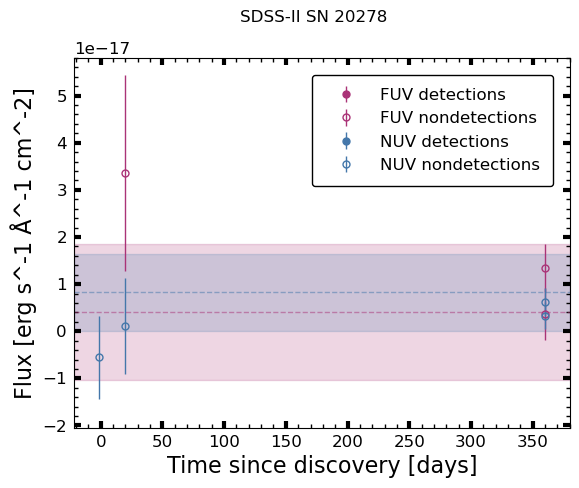 SDSS-II SN 20278
1e−17
Flux [erg s^-1 Å^-1 cm^-2]
5
4
3
2
1
0
−1
−2
FUV detections
FUV nondetections
NUV detections
NUV nondetections
0 50 100 150 200 250 300 350
Time since discovery [days]